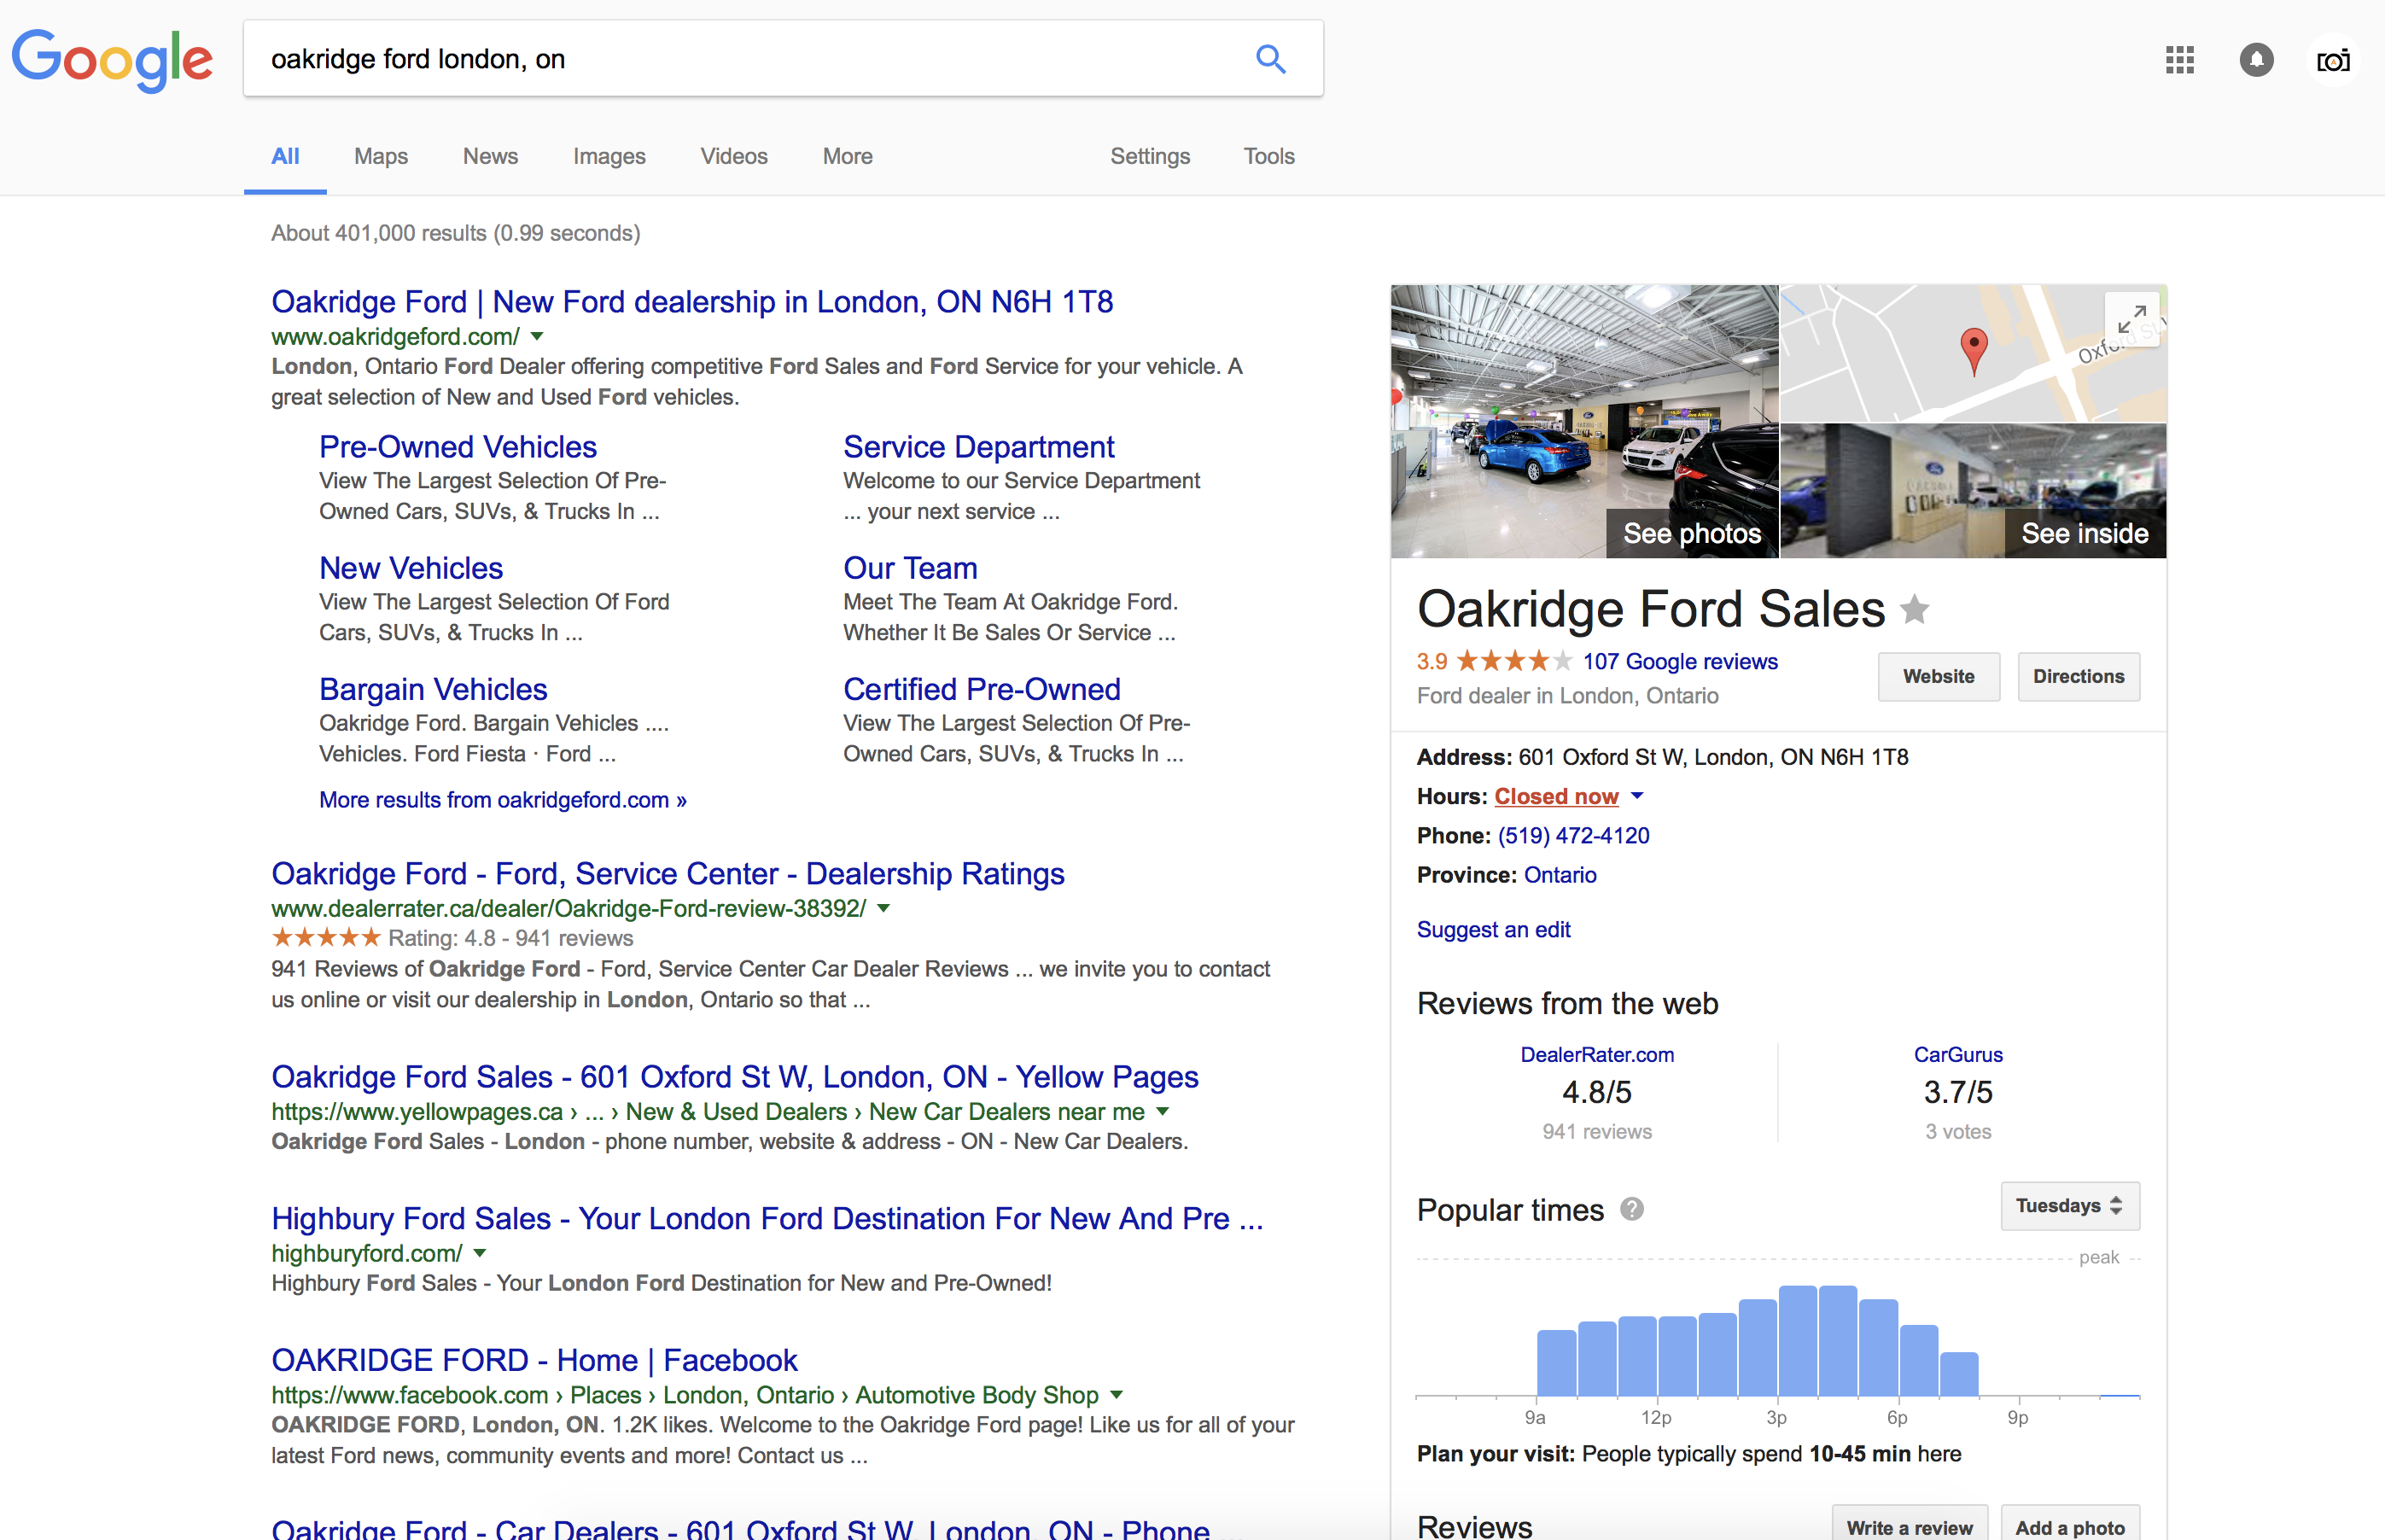 Google
oakridge ford london, on
All Maps News Images Videos More Settings Tools
About 401,000 results (0.99 seconds)
Oakridge Ford | New Ford dealership in London, ON N6H 1T8
www.oakridgeford.com/
London, Ontario Ford Dealer offering competitive Ford Sales and Ford Service for your vehicle. A
great selection of New and Used Ford vehicles.
Pre-Owned Vehicles
View The Largest Selection Of Pre-
Owned Cars, SUVs, & Trucks In ...
Service Department
Welcome to our Service Department
... your next service ...
New Vehicles
View The Largest Selection Of Ford
Cars, SUVs, & Trucks In ...
Our Team
Meet The Team At Oakridge Ford.
Whether It Be Sales Or Service ...
Bargain Vehicles
Oakridge Ford. Bargain Vehicles ....
Vehicles. Ford Fiesta · Ford ...
Certified Pre-Owned
View The Largest Selection Of Pre-
Owned Cars, SUVs, & Trucks In ...
More results from oakridgeford.com »
Oakridge Ford - Ford, Service Center - Dealership Ratings
www.dealerrater.ca/dealer/Oakridge-Ford-review-38392/
Rating: 4.8 - 941 reviews
941 Reviews of Oakridge Ford - Ford, Service Center Car Dealer Reviews ... we invite you to contact
us online or visit our dealership in London, Ontario so that ...
Oakridge Ford Sales - 601 Oxford St W, London, ON - Yellow Pages
https://www.yellowpages.ca › ... › New & Used Dealers › New Car Dealers near me
Oakridge Ford Sales - London - phone number, website & address - ON - New Car Dealers.
Highbury Ford Sales - Your London Ford Destination For New And Pre ...
highburyford.com/
Highbury Ford Sales - Your London Ford Destination for New and Pre-Owned!
OAKRIDGE FORD - Home | Facebook
https://www.facebook.com › Places › London, Ontario › Automotive Body Shop
OAKRIDGE FORD, London, ON. 1.2K likes. Welcome to the Oakridge Ford page! Like us for all of your
latest Ford news, community events and more! Contact us ...
Oakridge Ford - Car Dealers - 601 Oxford St W, London, ON - Phone ...
Oxford St
See photos
See inside
Oakridge Ford Sales
3.9 107 Google reviews
Ford dealer in London, Ontario
Website Directions
Address: 601 Oxford St W, London, ON N6H 1T8
Hours: Closed now
Phone: (519) 472-4120
Province: Ontario
Suggest an edit
Reviews from the web
DealerRater.com
4.8/5
941 reviews
CarGurus
3.7/5
3 votes
Popular times ? Tuesdays
peak
9a 12p 3p 6p 9p
Plan your visit: People typically spend 10-45 min here
Reviews Write a review Add a photo